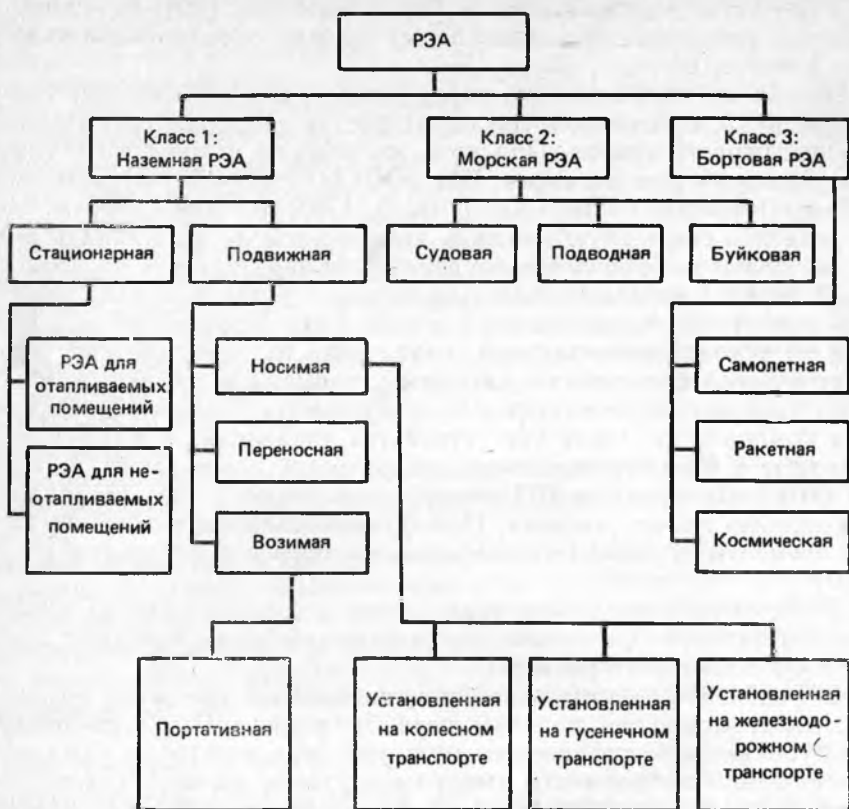 РЭА
Класс 1:
Наземная РЭА
Класс 2:
Морская РЭА
Класс 3:
Бортовая РЭА
Стационарная
Подвижная
Судовая
Подводная
Буйковая
РЭА для
отапливаемых
помещений
РЭА для не-
отапливаемых
помещений
Носимая
Переносная
Возимая
Самолетная
Ракетная
Космическая
Портативная
Установленная
на колесном
транспорте
Установленная
на гусенечном
транспорте
Установленная
на железнодо-
рожном
транспорте